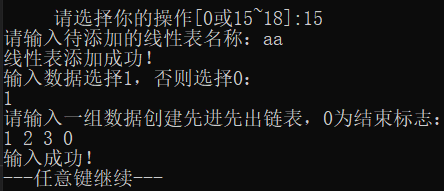 请选择你的操作[0或15~18]:15
请输入待添加的线性表名称：aa
线性表添加成功！
输入数据选择1，否则选择0：
1
请输入一组数据创建先进先出链表，0为结束标志：
1 2 3 0
输入成功！
---任意键继续---